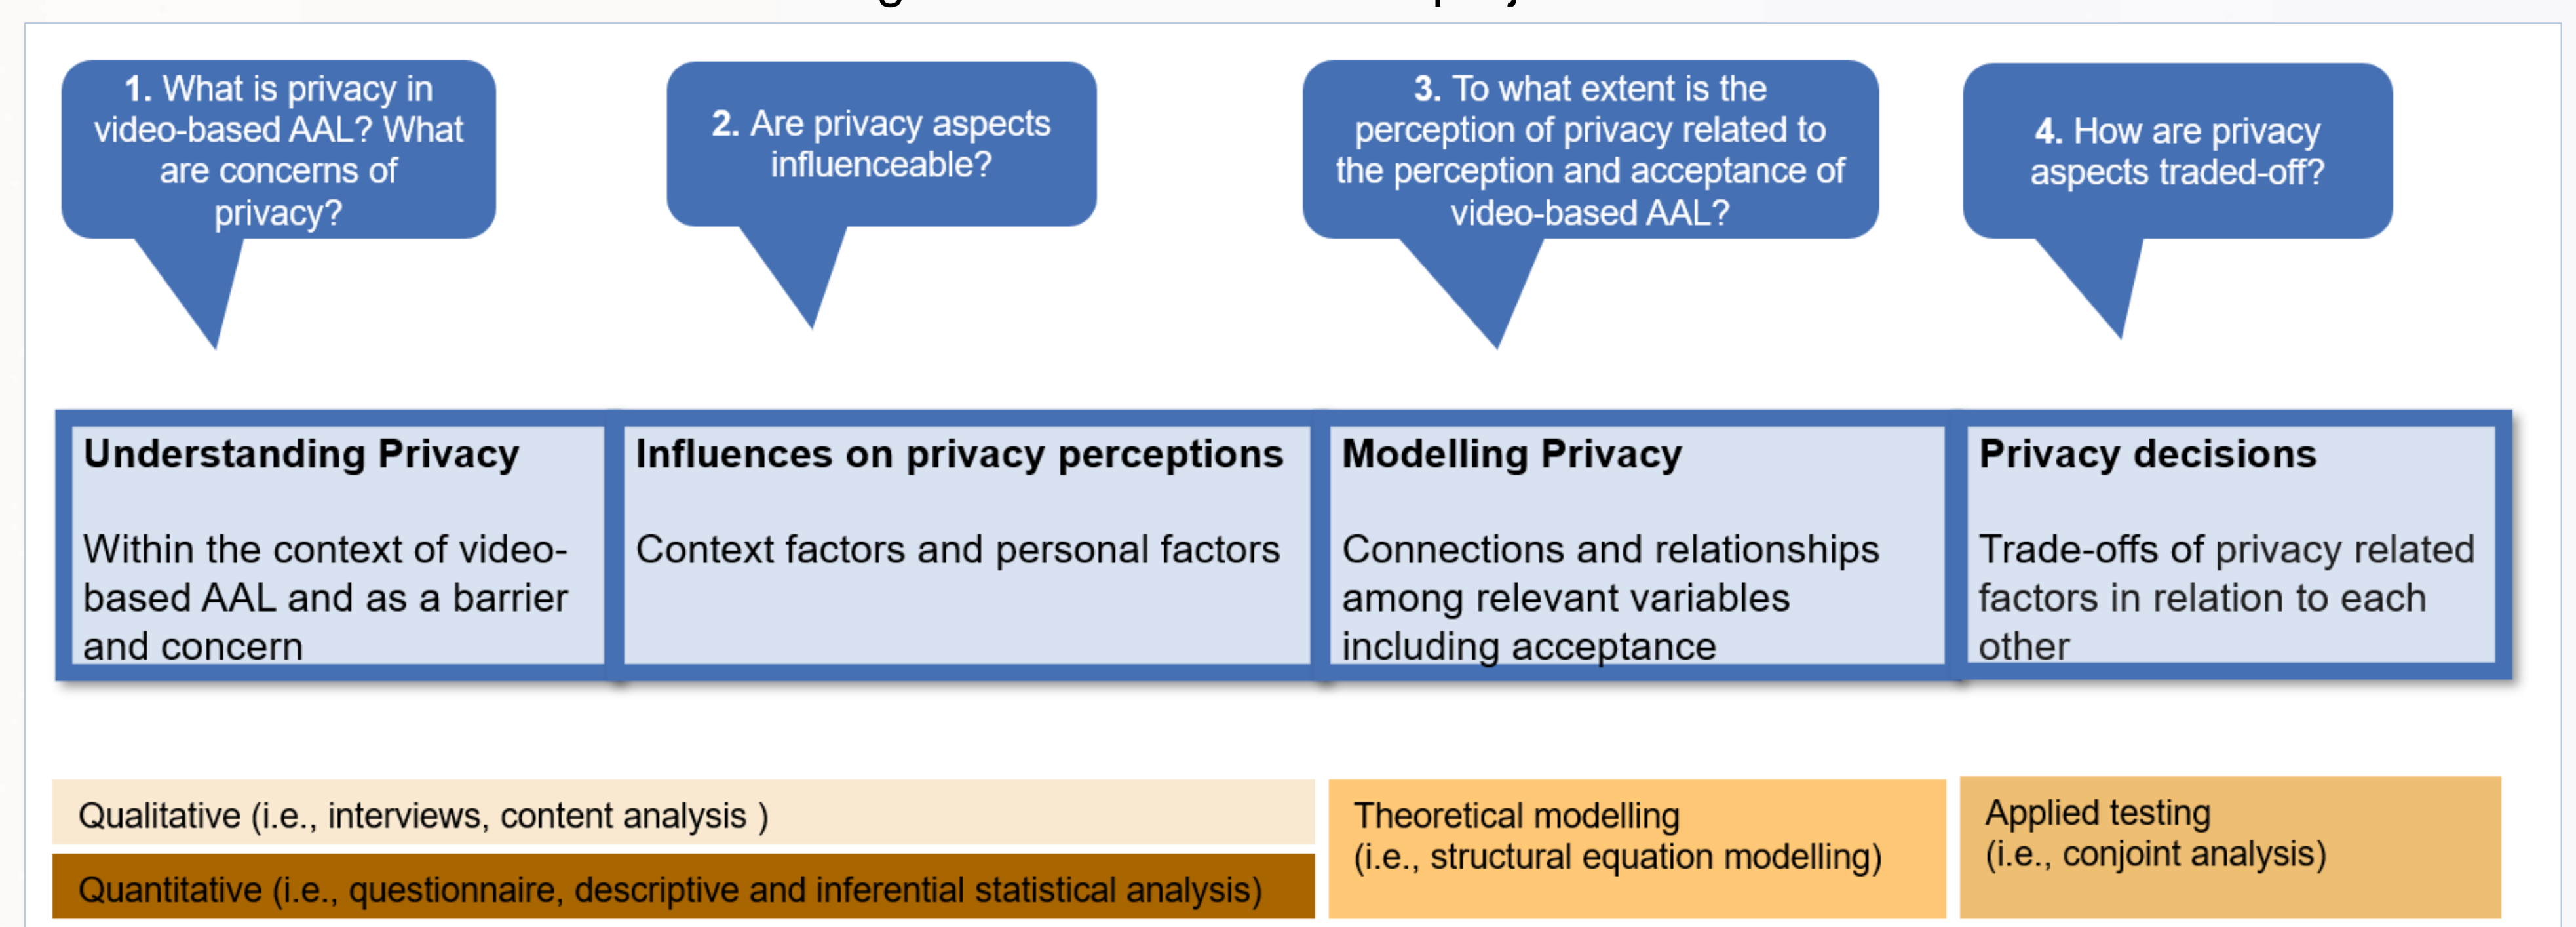 1. What is privacy in
video-based AAL? What
are concerns of
privacy?
2. Are privacy aspects
influenceable?
3. To what extent is the
perception of privacy related to
the perception and acceptance of
video-based AAL?
4. How are privacy
aspects traded-off?
Understanding Privacy
Within the context of video-
based AAL and as a barrier
and concern
Influences on privacy perceptions
Context factors and personal factors
Modelling Privacy
Connections and relationships
among relevant variables
including acceptance
Privacy decisions
Trade-offs of privacy related
factors in relation to each
other
Qualitative (i.e., interviews, content analysis )
Quantitative (i.e., questionnaire, descriptive and inferential statistical analysis)
Theoretical modelling
(i.e., structural equation modelling)
Applied testing
(i.e., conjoint analysis)